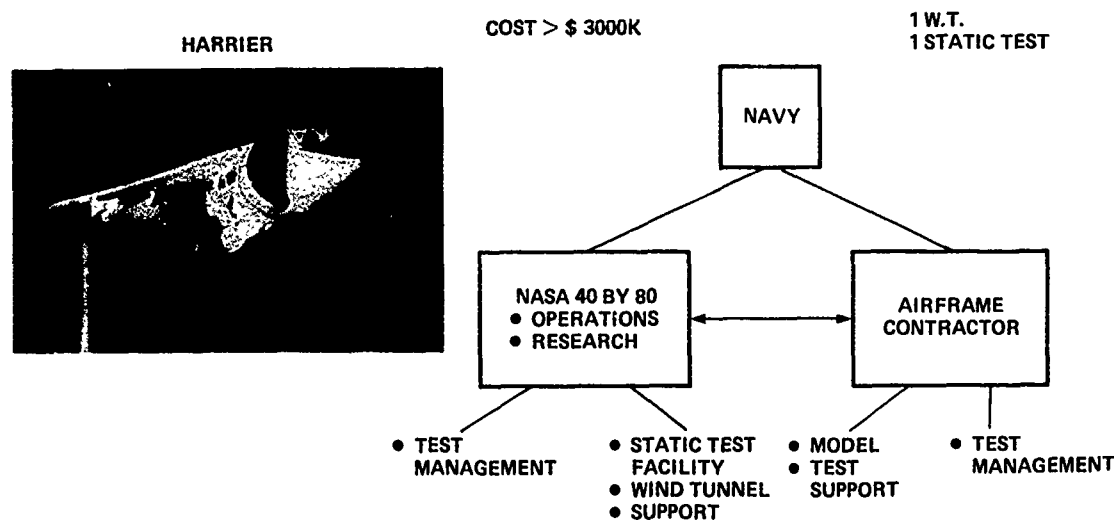 HARRIER
COST > $ 3000K
1 W.T.
1 STATIC TEST
NAVY
NASA 40 BY 80
● OPERATIONS
● RESEARCH
AIRFRAME
CONTRACTOR
● TEST
MANAGEMENT
● STATIC TEST
FACILITY
● WIND TUNNEL
● SUPPORT
● MODEL
● TEST
SUPPORT
● TEST
MANAGEMENT